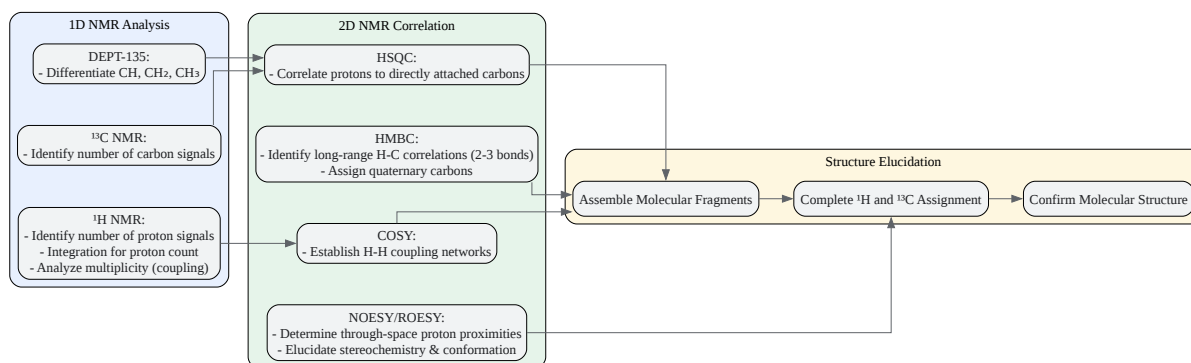 1D NMR Analysis
DEPT-135:
- Differentiate CH, CH₂, CH₃
¹³C NMR:
- Identify number of carbon signals
¹H NMR:
- Identify number of proton signals
- Integration for proton count
- Analyze multiplicity (coupling)
2D NMR Correlation
HSQC:
- Correlate protons to directly attached carbons
HMBC:
- Identify long-range H-C correlations (2-3 bonds)
- Assign quaternary carbons
COSY:
- Establish H-H coupling networks
NOESY/ROESY:
- Determine through-space proton proximities
- Elucidate stereochemistry & conformation
Structure Elucidation
Assemble Molecular Fragments
Complete ¹H and ¹³C Assignment
Confirm Molecular Structure